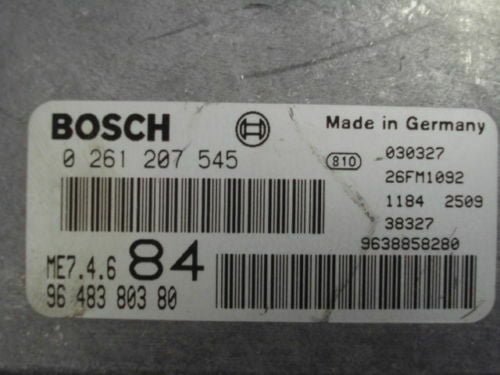 BOSCH
Made in Germany
0 261 207 545
810
030327
26FM1092
1184 2509
38327
9638858280
ME7.4.6 84
96 483 803 80